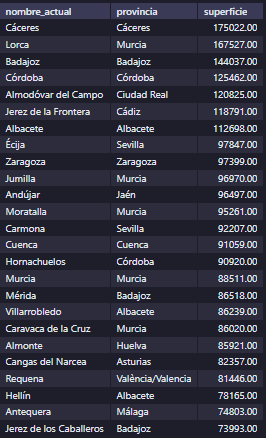 nombre_actual provincia superficie
Cáceres Cáceres 175022.00
Lorca Murcia 167527.00
Badajoz Badajoz 144037.00
Córdoba Córdoba 125462.00
Almodóvar del Campo Ciudad Real 120825.00
Jerez de la Frontera Cádiz 118791.00
Albacete Albacete 112698.00
Écija Sevilla 97847.00
Zaragoza Zaragoza 97399.00
Jumilla Murcia 96970.00
Andújar Jaén 96497.00
Moratalla Murcia 95261.00
Carmona Sevilla 92207.00
Cuenca Cuenca 91059.00
Hornachuelos Córdoba 90920.00
Murcia Murcia 88511.00
Mérida Badajoz 86518.00
Villarrobledo Albacete 86239.00
Caravaca de la Cruz Murcia 86020.00
Almonte Huelva 85921.00
Cangas del Narcea Asturias 82357.00
Requena València/Valencia 81446.00
Hellín Albacete 78165.00
Antequera Málaga 74803.00
Jerez de los Caballeros Badajoz 73993.00